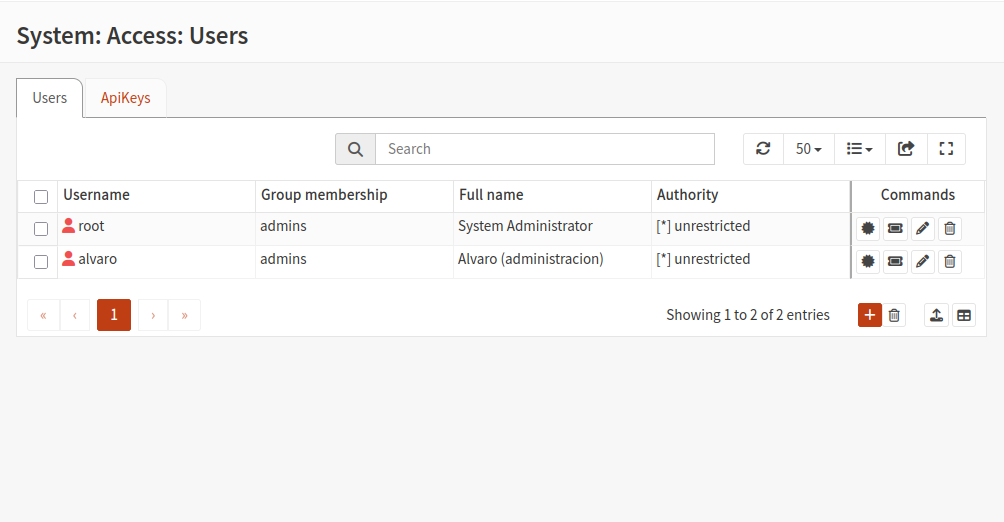 System: Access: Users
Users ApiKeys
Search 50
Username Group membership Full name Authority Commands
root admins System Administrator [*] unrestricted
alvaro admins Alvaro (administracion) [*] unrestricted
« ‹ 1 › » Showing 1 to 2 of 2 entries +